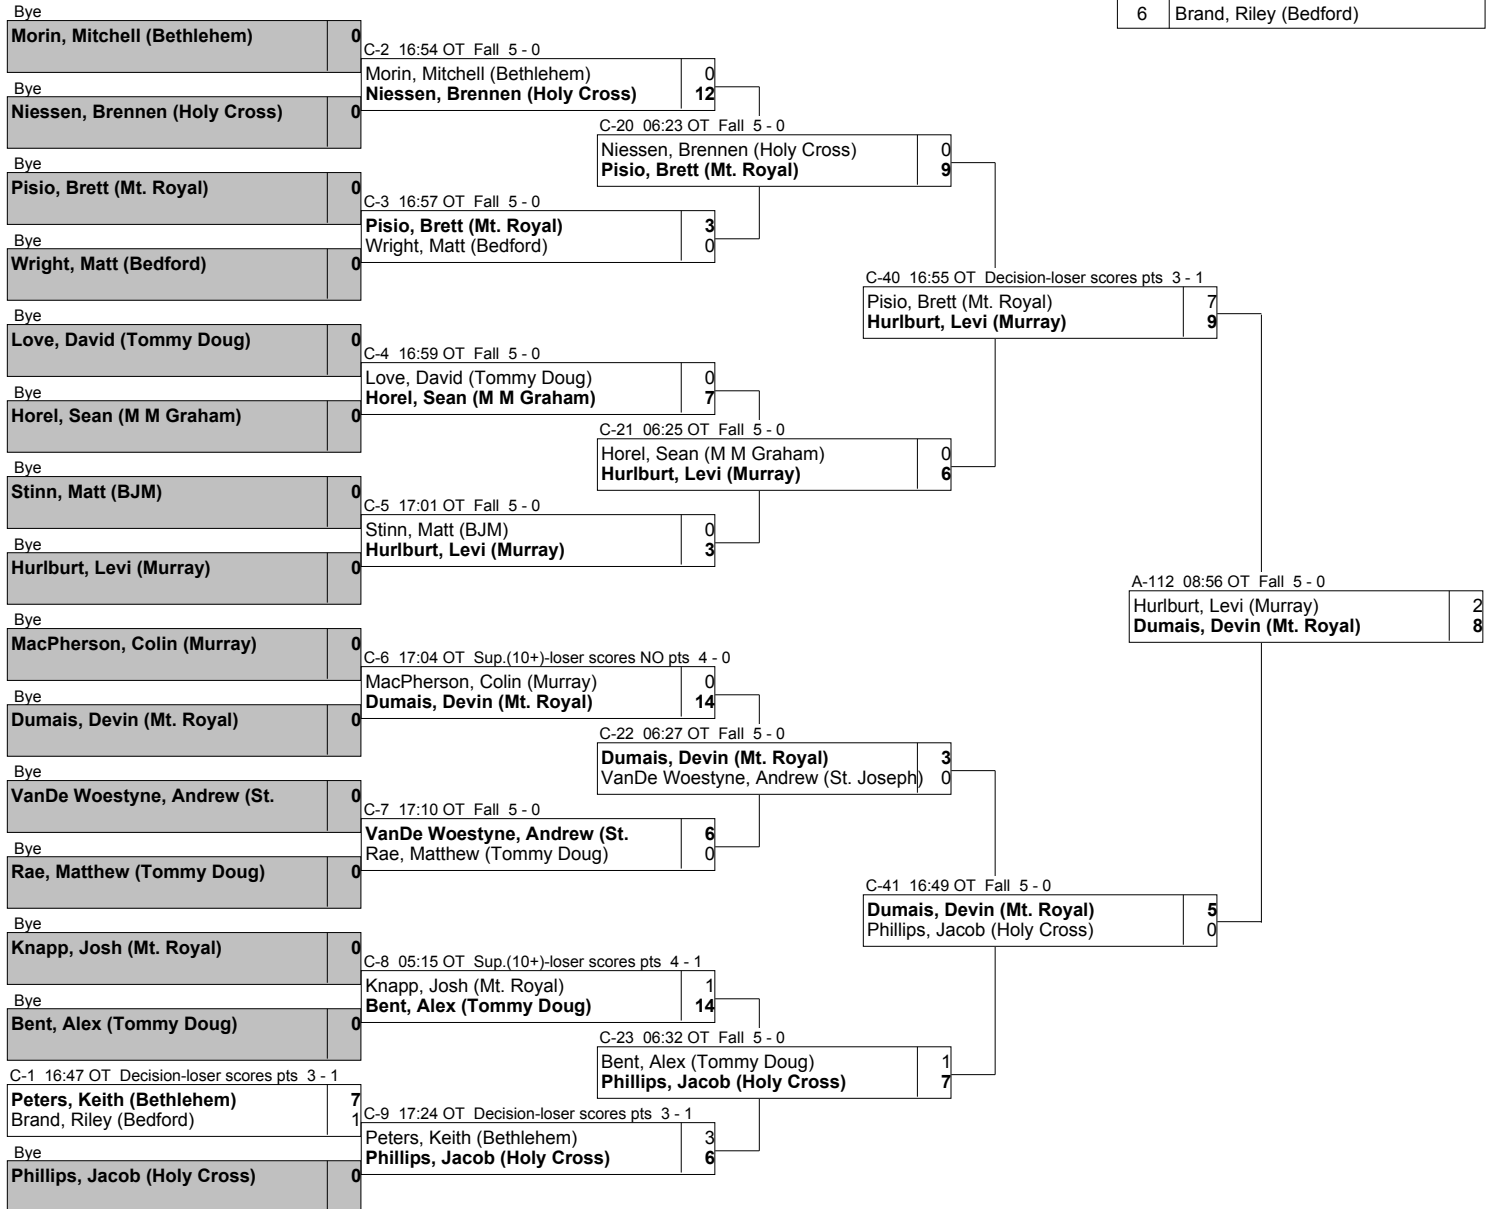 6 Brand, Riley (Bedford)
Bye
Morin, Mitchell (Bethlehem) 0
Bye
Niessen, Brennen (Holy Cross) 0
Bye
Pisio, Brett (Mt. Royal) 0
Bye
Wright, Matt (Bedford) 0
Bye
Love, David (Tommy Doug) 0
Bye
Horel, Sean (M M Graham) 0
Bye
Stinn, Matt (BJM) 0
Bye
Hurlburt, Levi (Murray) 0
Bye
MacPherson, Colin (Murray) 0
Bye
Dumais, Devin (Mt. Royal) 0
Bye
VanDe Woestyne, Andrew (St. 0
Bye
Rae, Matthew (Tommy Doug) 0
Bye
Knapp, Josh (Mt. Royal) 0
Bye
Bent, Alex (Tommy Doug) 0
C-1 16:47 OT Decision-loser scores pts 3 - 1
Peters, Keith (Bethlehem) 7
Brand, Riley (Bedford) 1
Bye
Phillips, Jacob (Holy Cross) 0
C-2 16:54 OT Fall 5 - 0
Morin, Mitchell (Bethlehem) 0
Niessen, Brennen (Holy Cross) 12
C-3 16:57 OT Fall 5 - 0
Pisio, Brett (Mt. Royal) 3
Wright, Matt (Bedford) 0
C-4 16:59 OT Fall 5 - 0
Love, David (Tommy Doug) 0
Horel, Sean (M M Graham) 7
C-5 17:01 OT Fall 5 - 0
Stinn, Matt (BJM) 0
Hurlburt, Levi (Murray) 3
C-6 17:04 OT Sup.(10+)-loser scores NO pts 4 - 0
MacPherson, Colin (Murray) 0
Dumais, Devin (Mt. Royal) 14
C-7 17:10 OT Fall 5 - 0
VanDe Woestyne, Andrew (St. 6
Rae, Matthew (Tommy Doug) 0
C-8 05:15 OT Sup.(10+)-loser scores pts 4 - 1
Knapp, Josh (Mt. Royal) 1
Bent, Alex (Tommy Doug) 14
C-9 17:24 OT Decision-loser scores pts 3 - 1
Peters, Keith (Bethlehem) 3
Phillips, Jacob (Holy Cross) 6
C-20 06:23 OT Fall 5 - 0
Niessen, Brennen (Holy Cross) 0
Pisio, Brett (Mt. Royal) 9
C-21 06:25 OT Fall 5 - 0
Horel, Sean (M M Graham) 0
Hurlburt, Levi (Murray) 6
C-22 06:27 OT Fall 5 - 0
Dumais, Devin (Mt. Royal) 3
VanDe Woestyne, Andrew (St. Joseph) 0
C-23 06:32 OT Fall 5 - 0
Bent, Alex (Tommy Doug) 1
Phillips, Jacob (Holy Cross) 7
C-40 16:55 OT Decision-loser scores pts 3 - 1
Pisio, Brett (Mt. Royal) 7
Hurlburt, Levi (Murray) 9
C-41 16:49 OT Fall 5 - 0
Dumais, Devin (Mt. Royal) 5
Phillips, Jacob (Holy Cross) 0
A-112 08:56 OT Fall 5 - 0
Hurlburt, Levi (Murray) 2
Dumais, Devin (Mt. Royal) 8